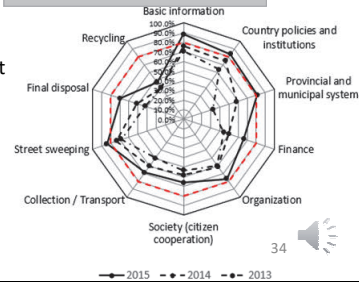 Basic information
100.0%
90.0%
80.0%
70.0%
60.0%
50.0%
40.0%
30.0%
20.0%
10.0%
0.0%
Country policies and
institutions
Provincial and
municipal system
Finance
Organization
Society (citizen
cooperation)
Collection / Transport
Street sweeping
Final disposal
Recycling
t
34
2015
2014
2013